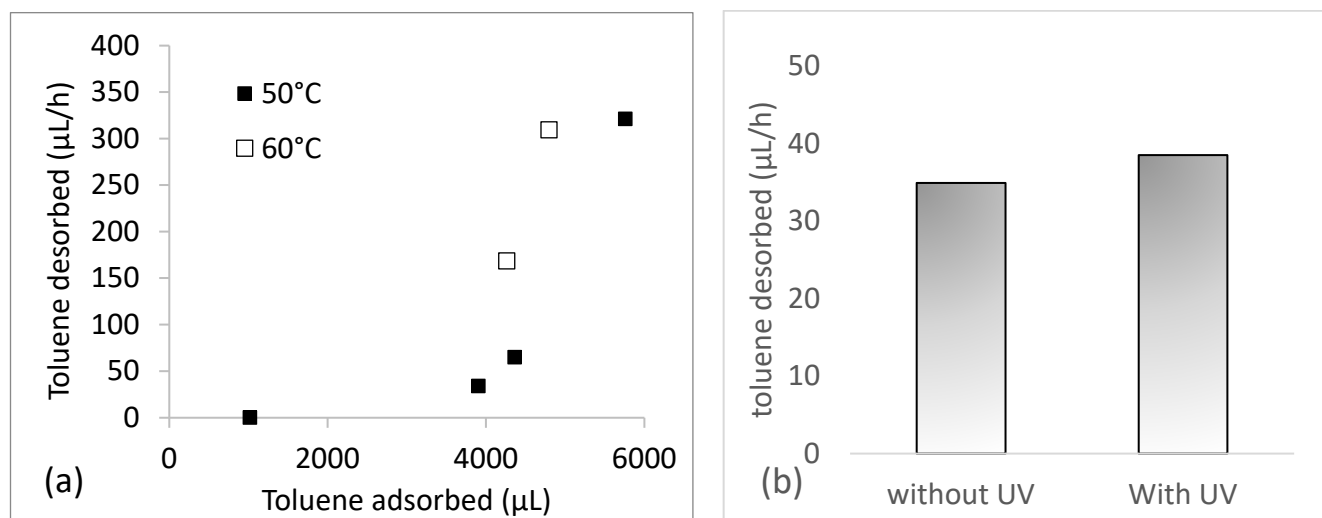 Toluene desorbed (µL/h)
400
350
300
250
200
150
100
50
0
50°C
60°C
0 2000 4000 6000
Toluene adsorbed (µL)
(a)
toluene desorbed (µL/h)
50
40
30
20
10
0
without UV With UV
(b)